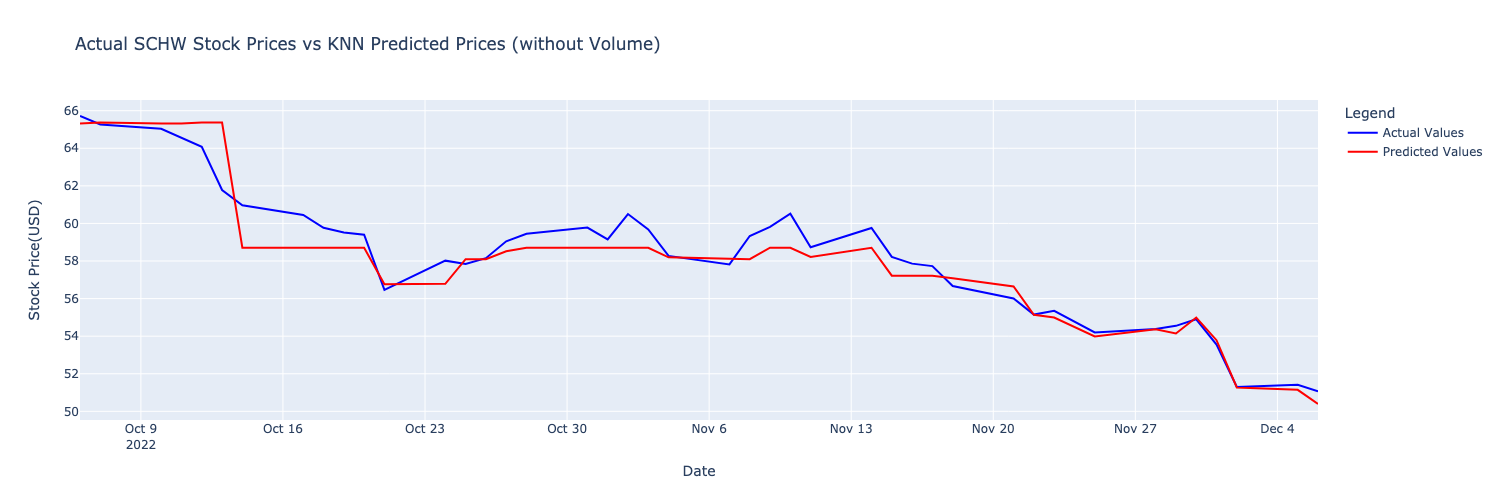 Actual SCHW Stock Prices vs KNN Predicted Prices (without Volume)
Legend
Actual Values
Predicted Values
Stock Price(USD)
66
64
62
60
58
56
54
52
50
Oct 9
2022
Oct 16
Oct 23
Oct 30
Nov 6
Nov 13
Nov 20
Nov 27
Dec 4
Date